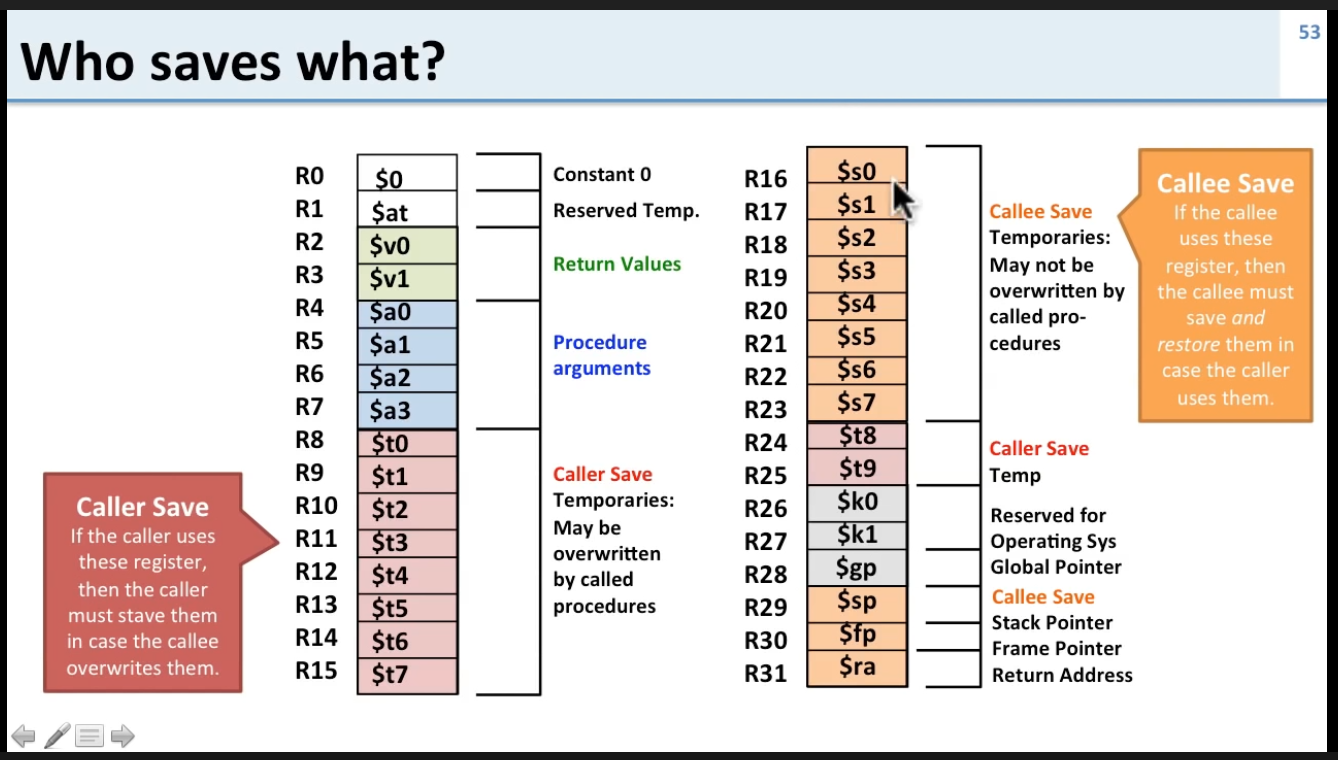 53
Who saves what?
R0 $0 Constant 0
R1 $at Reserved Temp.
R2 $v0
R3 $v1
Return Values
R4 $a0
R5 $a1
R6 $a2
R7 $a3
Procedure
arguments
R8 $t0
R9 $t1
R10 $t2
R11 $t3
R12 $t4
R13 $t5
R14 $t6
R15 $t7
Caller Save
Temporaries:
May be
overwritten
by called
procedures
Caller Save
If the caller uses
these register,
then the caller
must stave them
in case the callee
overwrites them.
R16 $s0
R17 $s1
R18 $s2
R19 $s3
R20 $s4
R21 $s5
R22 $s6
R23 $s7
Callee Save
Temporaries:
May not be
overwritten by
called pro-
cedures
Callee Save
If the callee
uses these
register, then
the callee must
save and
restore them in
case the caller
uses them.
R24 $t8
R25 $t9
Caller Save
Temp
R26 $k0
R27 $k1
R28 $gp
Reserved for
Operating Sys
Global Pointer
R29 $sp
R30 $fp
R31 $ra
Callee Save
Stack Pointer
Frame Pointer
Return Address